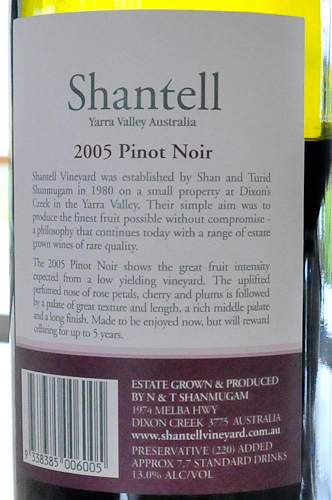 Shantell
Yarra Valley Australia
2005 Pinot Noir
Shantell Vineyard was established by Shan and Turid
Shanmugam in 1980 on a small property at Dixon's
Creek in the Yarra Valley. Their simple aim was to
produce the finest fruit possible without compromise -
a philosophy that continues today with a range of estate
grown wines of rare quality.
The 2005 Pinot Noir shows the great fruit intensity
expected from a low yielding vineyard. The uplifted
perfumed nose of rose petals, cherry and plums is followed
by a palate of great texture and length, a rich middle palate
and a long finish. Made to be enjoyed now, but will reward
cellaring for up to 5 years.
ESTATE GROWN & PRODUCED
BY N & T SHANMUGAM
1974 MELBA HWY
DIXON CREEK 3775 AUSTRALIA
www.shantellvineyard.com.au
PRESERVATIVE (220) ADDED
APPROX 7.7 STANDARD DRINKS
13.0% ALC/VOL
9 338385 006005